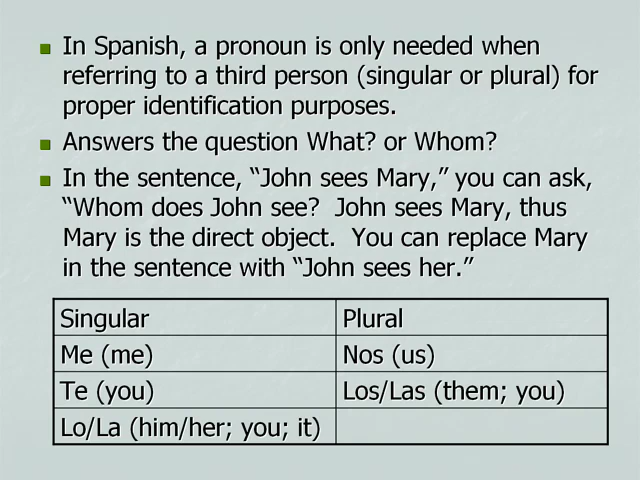 In Spanish, a pronoun is only needed when
referring to a third person (singular or plural) for
proper identification purposes.
Answers the question What? or Whom?
In the sentence, “John sees Mary,” you can ask,
“Whom does John see?  John sees Mary, thus
Mary is the direct object.  You can replace Mary
in the sentence with “John sees her.”
Singular Plural
Me (me) Nos (us)
Te (you) Los/Las (them; you)
Lo/La (him/her; you; it)